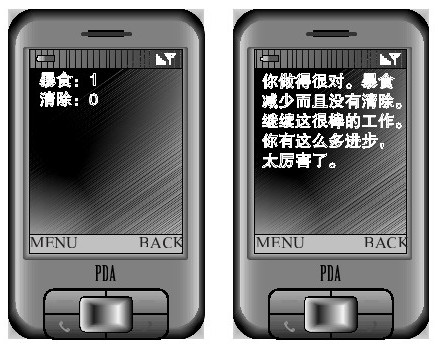 暴食：1
清除：0
MENU BACK
PDA
你做得很对。暴食
减少而且没有清除。
继续这很棒的工作。
你有这么多进步，
太厉害了。
MENU BACK
PDA